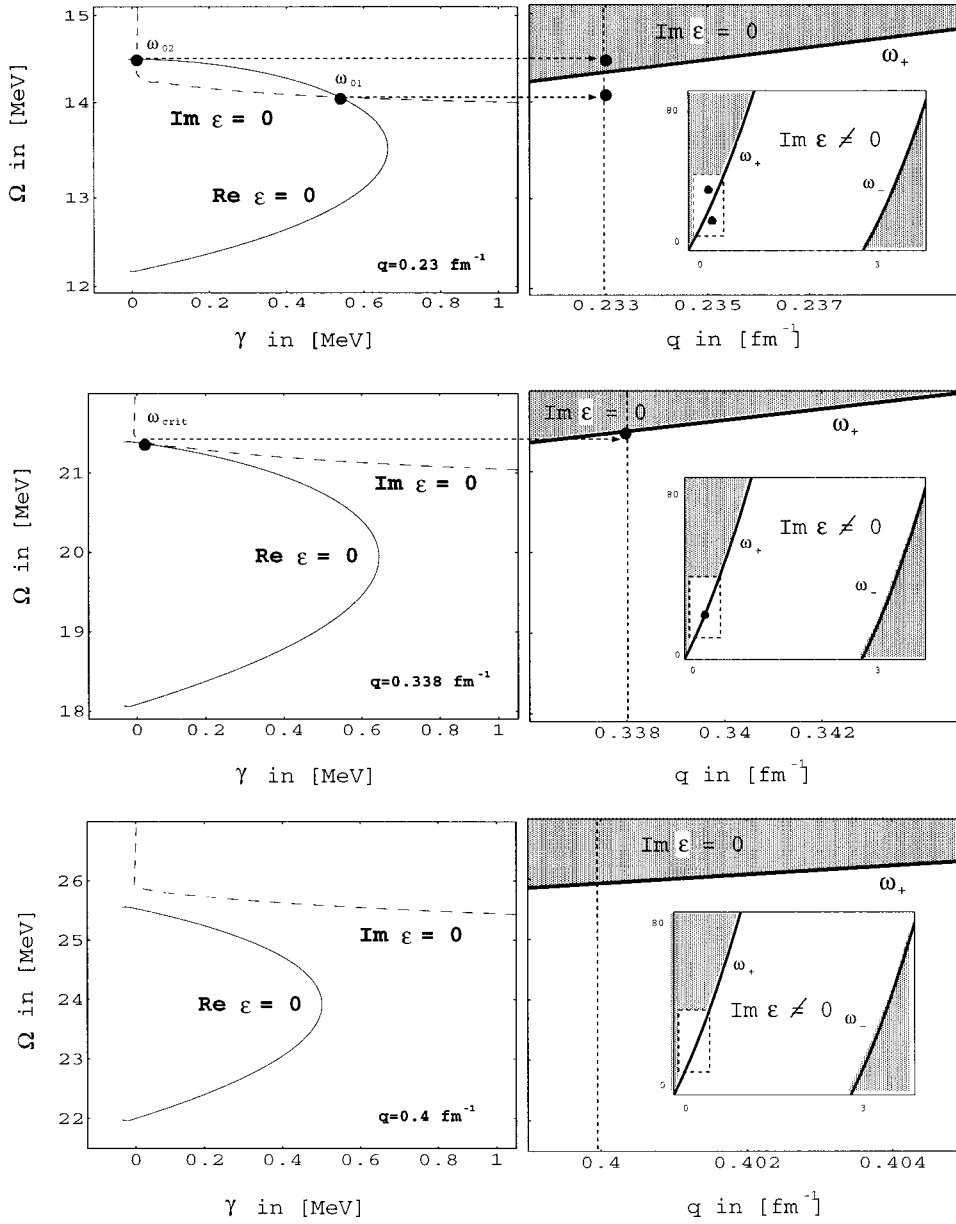 15
14
13
12
Ω in [MeV]
ω02
ω01
Im ε = 0
Re ε = 0
q=0.23 fm⁻¹
0 0.2 0.4 0.6 0.8 1
γ in [MeV]
Im ε = 0
ω+
80
Im ε ≠ 0
ω+
ω−
0
0 3
0.233 0.235 0.237
q in [fm⁻¹]
21
20
19
18
Ω in [MeV]
ωcrit
Im ε = 0
Re ε = 0
q=0.338 fm⁻¹
0 0.2 0.4 0.6 0.8 1
γ in [MeV]
Im ε = 0
ω+
80
Im ε ≠ 0
ω+
ω−
0
0 3
0.338 0.34 0.342
q in [fm⁻¹]
26
25
24
23
22
Ω in [MeV]
Im ε = 0
Re ε = 0
q=0.4 fm⁻¹
0 0.2 0.4 0.6 0.8 1
γ in [MeV]
Im ε = 0
ω+
80
ω+
Im ε ≠ 0
ω−
0
0 3
0.4 0.402 0.404
q in [fm⁻¹]